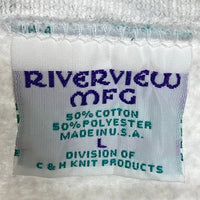 RIVERVIEW
MFG
50% COTTON
50% POLYESTER
MADE IN U.S.A.
L
DIVISION OF
C & H KNIT PRODUCTS